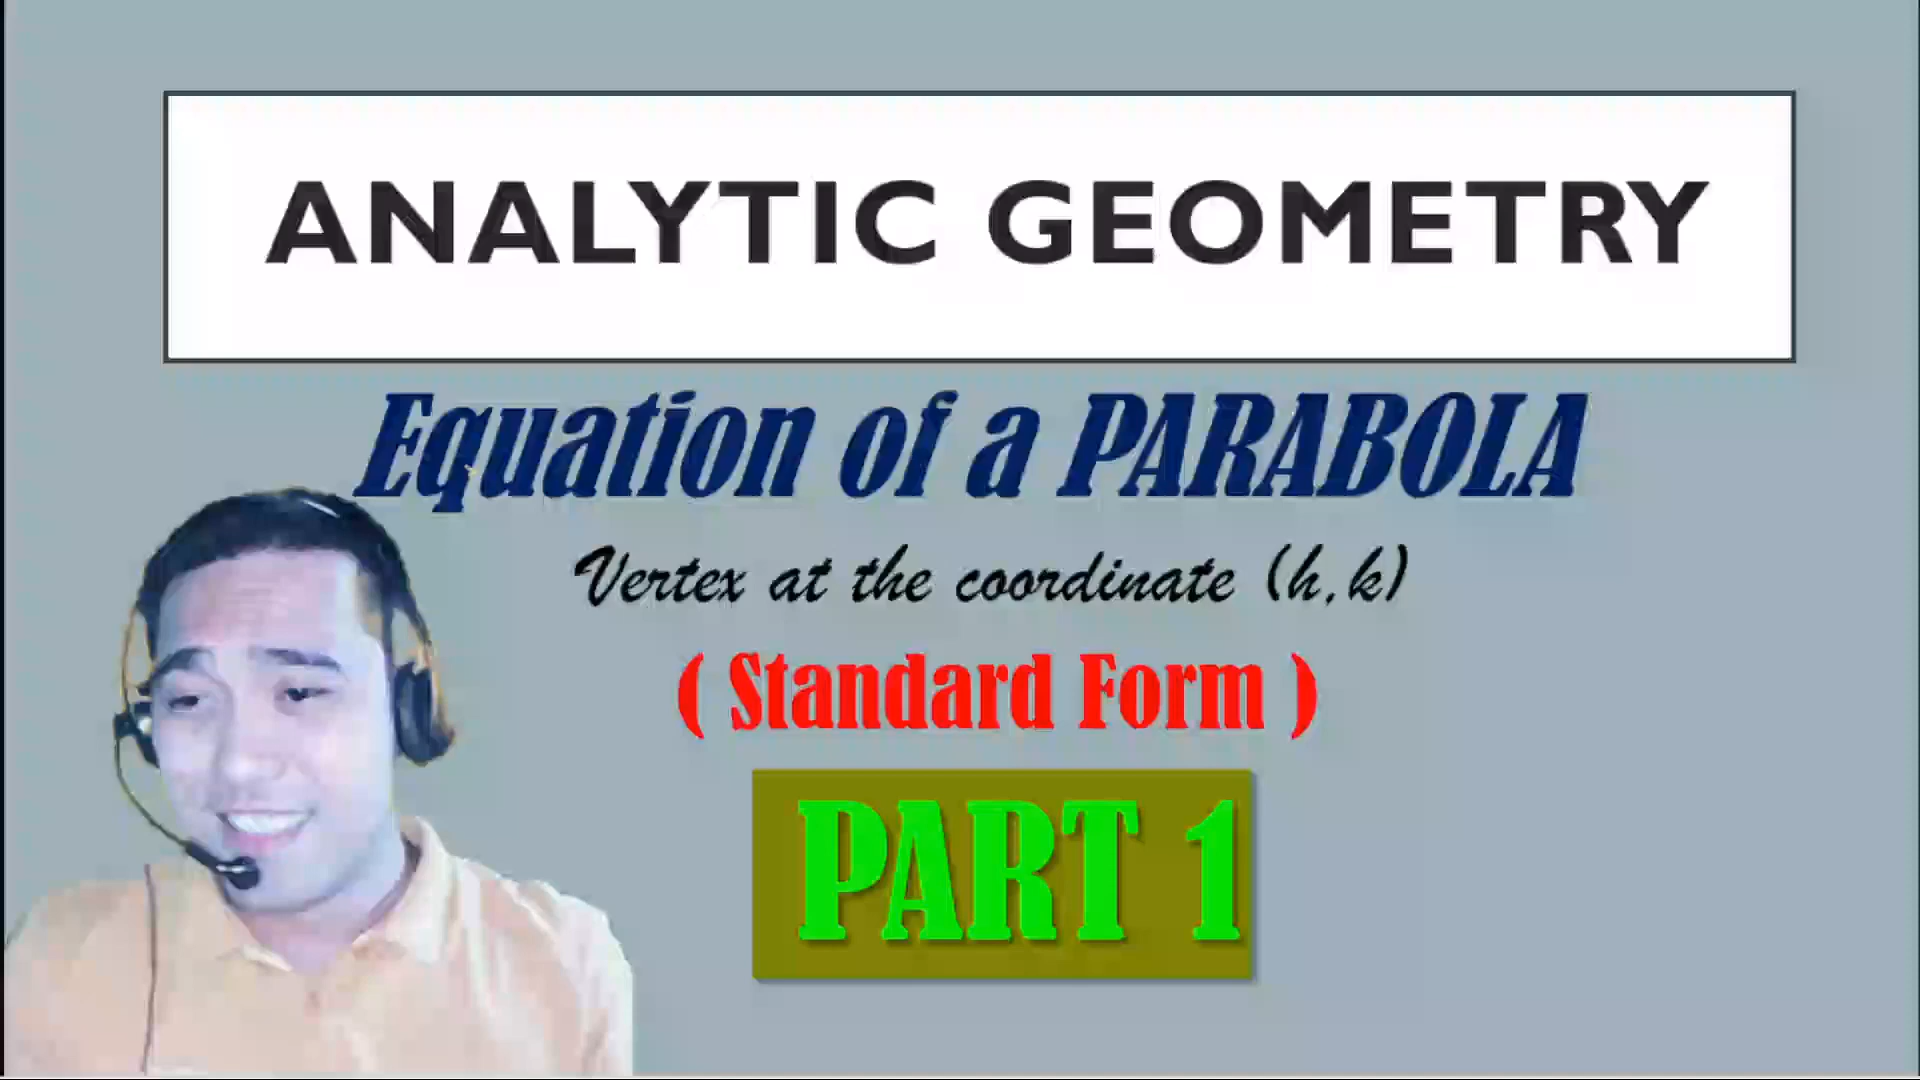 ANALYTIC GEOMETRY
Equation of a PARABOLA
Vertex at the coordinate (h,k)
( Standard Form )
PART 1